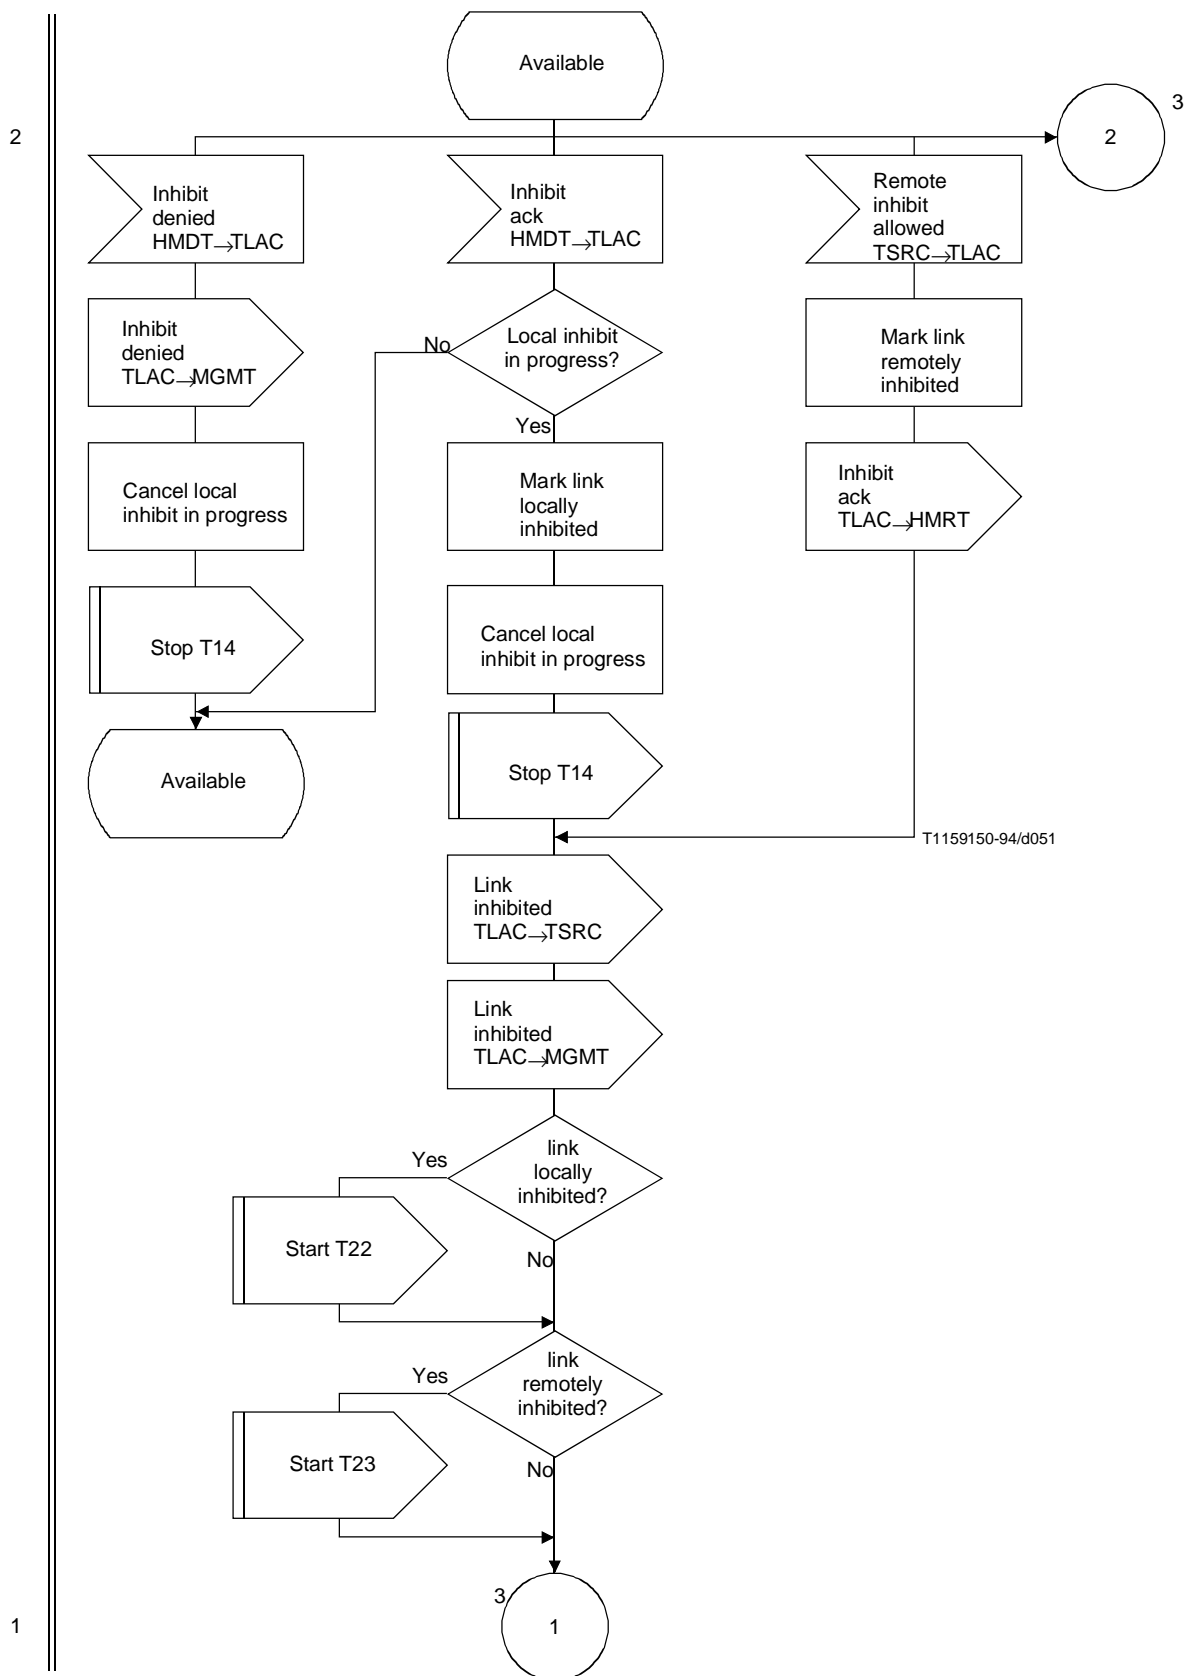 Available
3
2
2
Inhibit
denied
HMDT→TLAC
Inhibit
ack
HMDT→TLAC
Remote
inhibit
allowed
TSRC→TLAC
Inhibit
denied
TLAC→MGMT
No
Local inhibit
in progress?
Yes
Mark link
remotely
inhibited
Cancel local
inhibit in progress
Mark link
locally
inhibited
Inhibit
ack
TLAC→HMRT
Stop T14
Cancel local
inhibit in progress
Available
Stop T14
T1159150-94/d051
Link
inhibited
TLAC→TSRC
Link
inhibited
TLAC→MGMT
Yes
link
locally
inhibited?
Start T22
No
Yes
link
remotely
inhibited?
Start T23
No
3
1
1